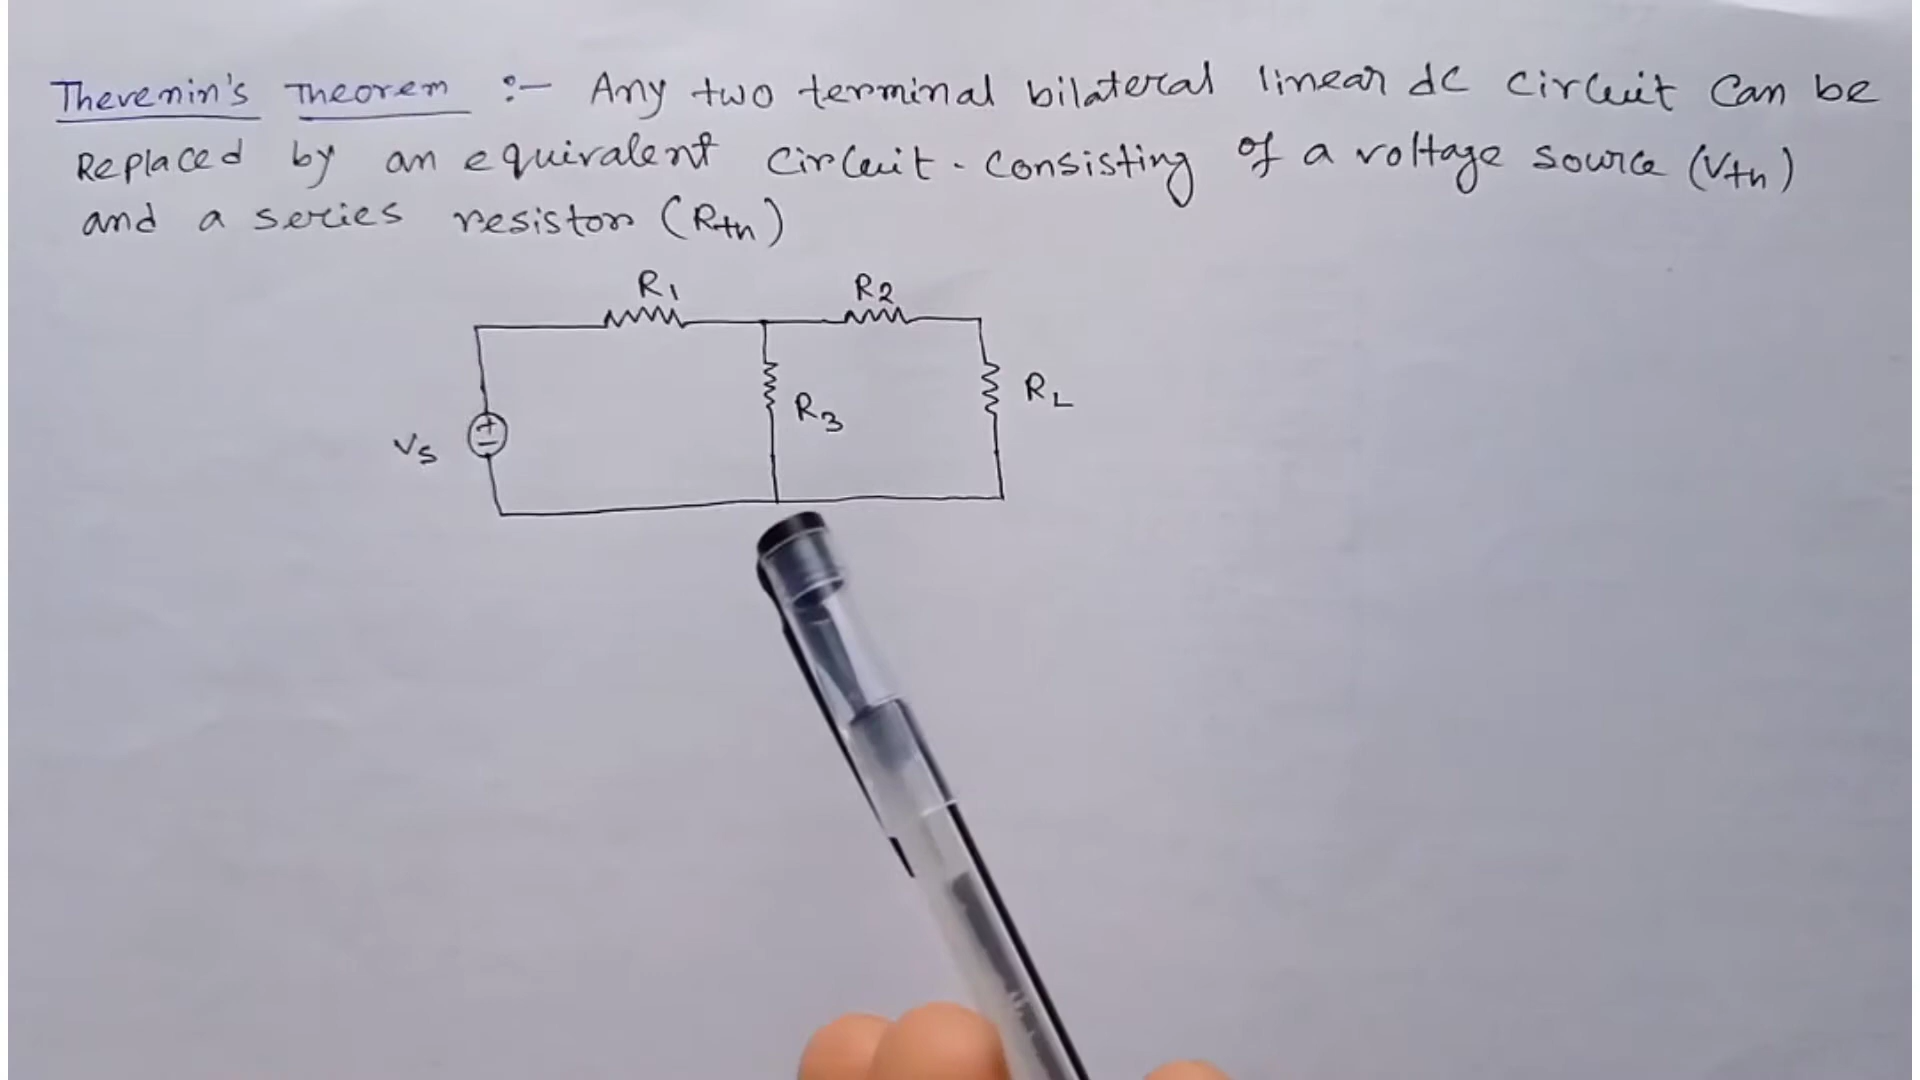 Thevenin's Theorem :- Any two terminal bilateral linear dc circuit can be
Replaced by an equivalent circuit - consisting of a voltage source (Vth)
and a series resistor (Rth)
R1
R2
R3
RL
Vs
+
-